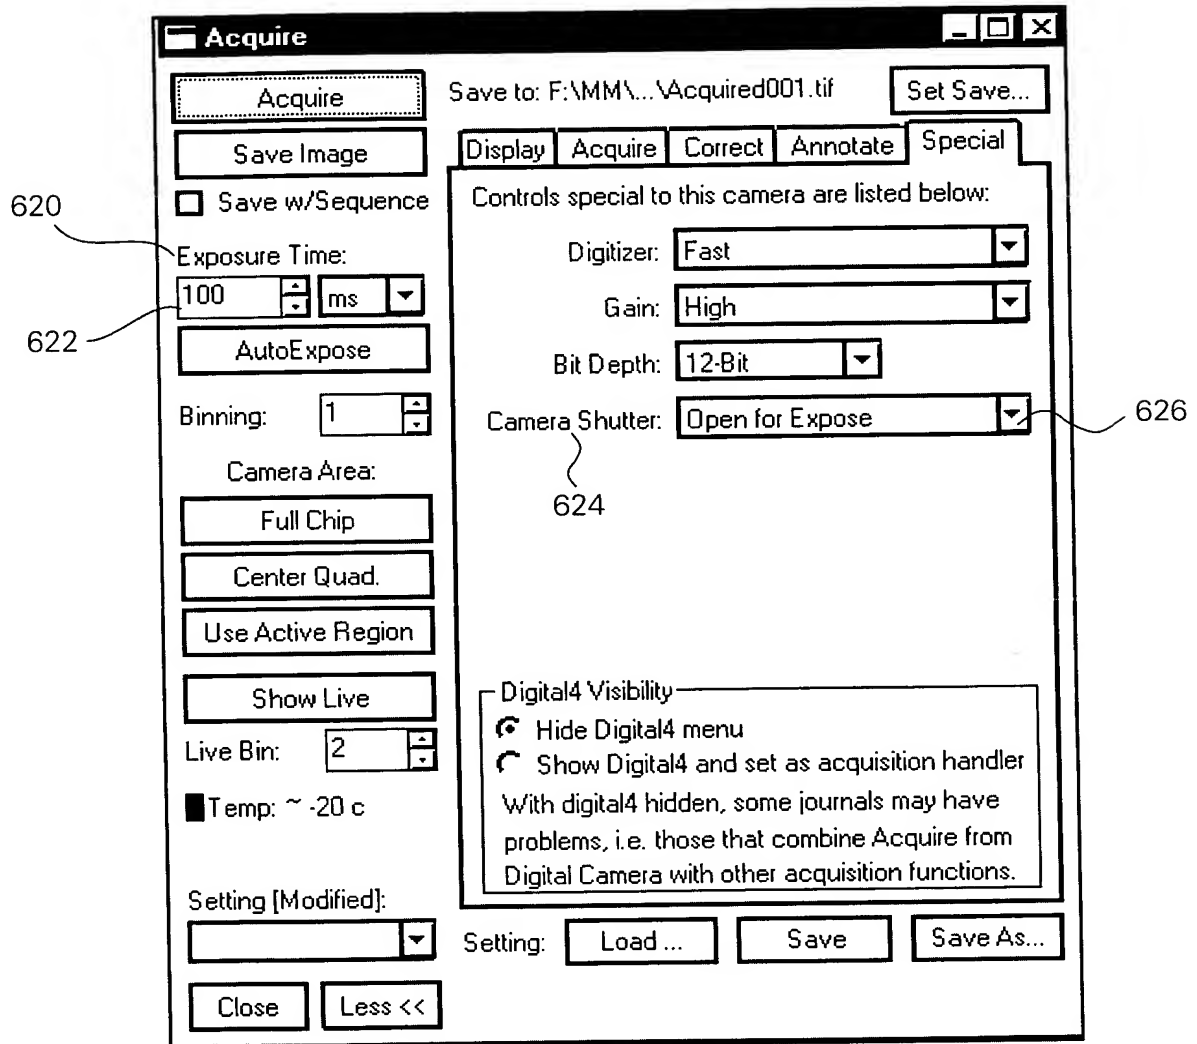 Acquire
Acquire
Save to: F:\MM\...\Acquired001.tif
Set Save...
Save Image
Display Acquire Correct Annotate Special
Save w/Sequence
Controls special to this camera are listed below:
620
Exposure Time:
Digitizer: Fast
100 ms
Gain: High
622
AutoExpose
Bit Depth: 12-Bit
Binning: 1
Camera Shutter: Open for Expose
626
624
Camera Area:
Full Chip
Center Quad.
Use Active Region
Show Live
Live Bin: 2
Temp: ~ -20 c
Digital4 Visibility
Hide Digital4 menu
Show Digital4 and set as acquisition handler
With digital4 hidden, some journals may have
problems, i.e. those that combine Acquire from
Digital Camera with other acquisition functions.
Setting [Modified]:
Setting: Load ... Save Save As...
Close Less <<